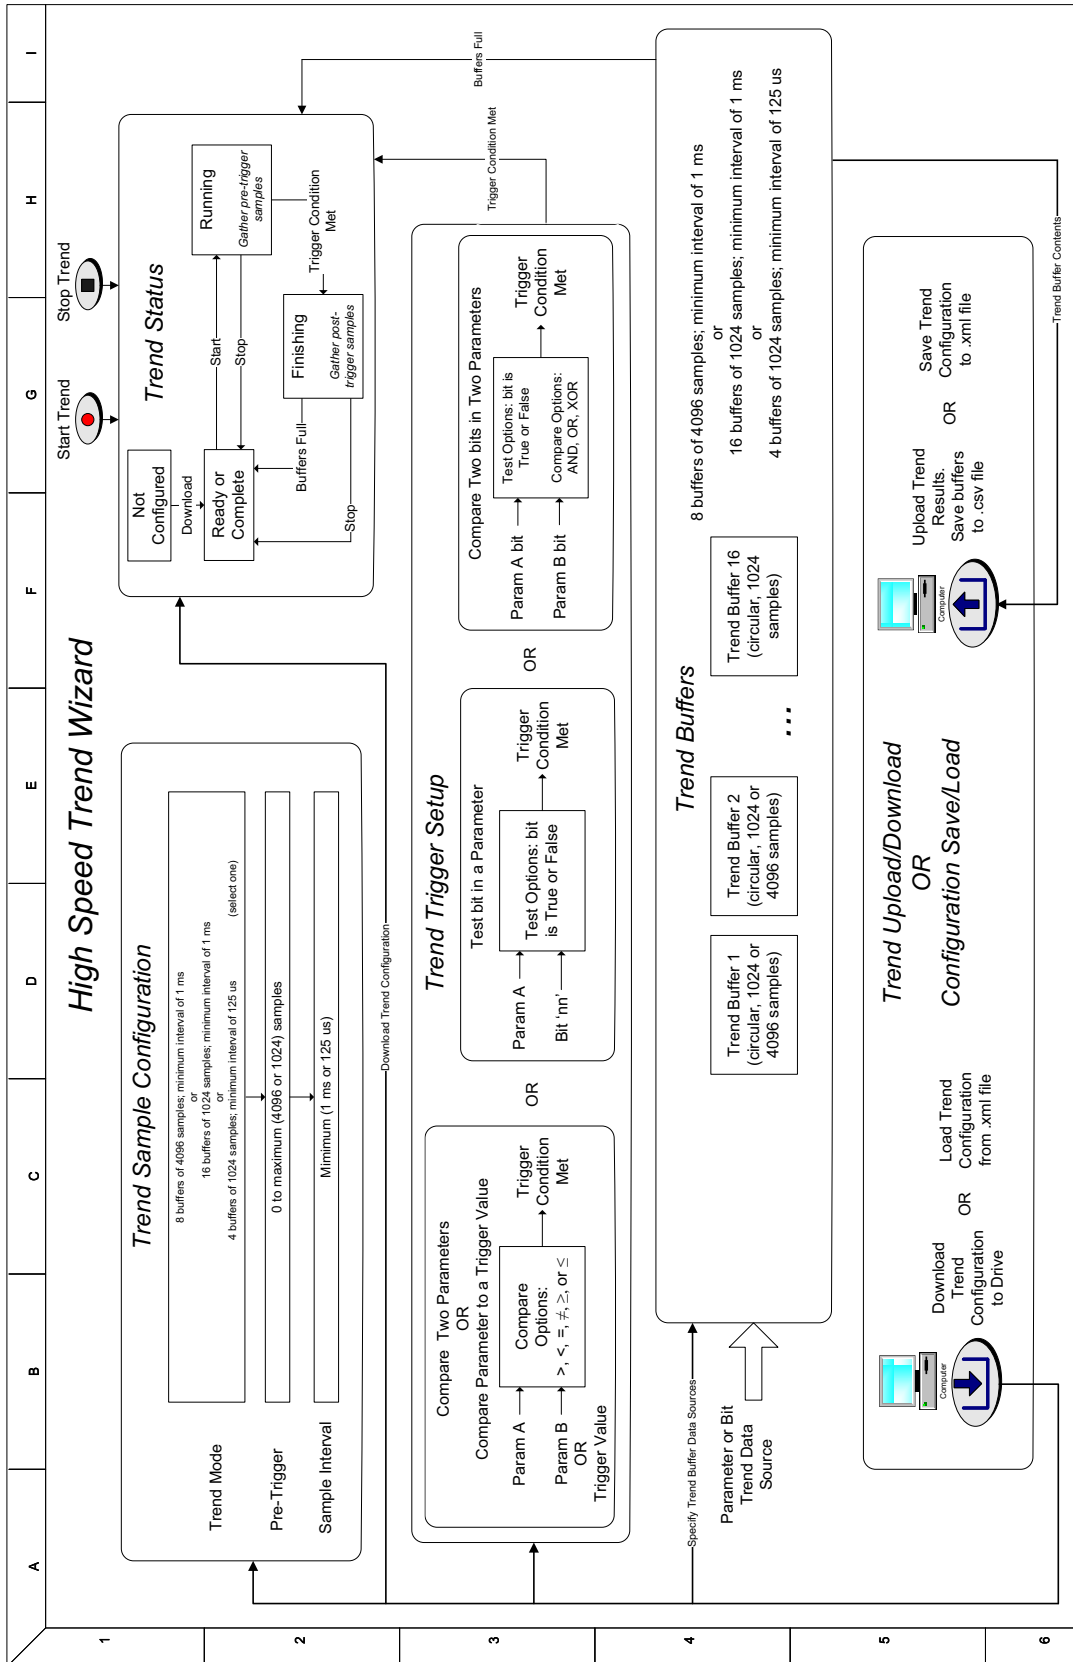 A
B
C
D
E
F
G
H
I
1
2
3
4
5
6
High Speed Trend Wizard
Start Trend
Stop Trend
Trend Sample Configuration
Trend Mode
8 buffers of 4096 samples; minimum interval of 1 ms
or
16 buffers of 1024 samples; minimum interval of 1 ms
or
4 buffers of 1024 samples; minimum interval of 125 us
(select one)
Pre-Trigger
0 to maximum (4096 or 1024) samples
Sample Interval
Mimimum (1 ms or 125 us)
Trend Status
Not
Configured
Download
Ready or
Complete
Start
Stop
Running
Gather pre-trigger
samples
Trigger Condition
Met
Finishing
Gather post-
trigger samples
Buffers Full
Stop
Download Trend Configuration
Trend Trigger Setup
Compare Two Parameters
OR
Compare Parameter to a Trigger Value
Param A
Param B
OR
Trigger Value
Compare
Options:
>, <, =, ≠, ≥, or ≤
Trigger
Condition
Met
OR
Test bit in a Parameter
Param A
Bit ‘nn’
Test Options: bit
is True or False
Trigger
Condition
Met
OR
Compare Two bits in Two Parameters
Param A bit
Param B bit
Test Options: bit is
True or False
Compare Options:
AND, OR, XOR
Trigger
Condition
Met
Trigger Condition Met
Buffers Full
Specify Trend Buffer Data Sources
Parameter or Bit
Trend Data
Source
Trend Buffers
Trend Buffer 1
(circular, 1024 or
4096 samples)
Trend Buffer 2
(circular, 1024 or
4096 samples)
...
Trend Buffer 16
(circular, 1024
samples)
8 buffers of 4096 samples; minimum interval of 1 ms
or
16 buffers of 1024 samples; minimum interval of 1 ms
or
4 buffers of 1024 samples; minimum interval of 125 us
Trend Upload/Download
OR
Configuration Save/Load
Computer
Download
Trend
Configuration
to Drive
OR
Load Trend
Configuration
from .xml file
Computer
Upload Trend
Results.
Save buffers
to .csv file
OR
Save Trend
Configuration
to .xml file
Trend Buffer Contents